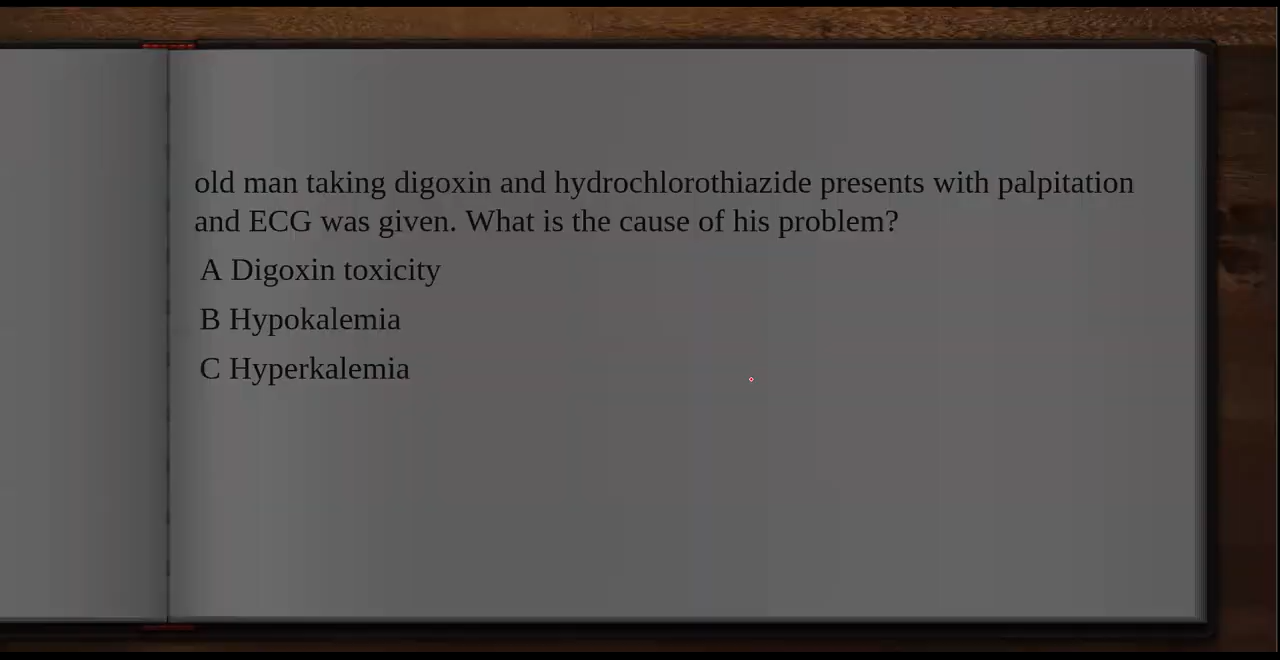 old man taking digoxin and hydrochlorothiazide presents with palpitation
and ECG was given. What is the cause of his problem?
A Digoxin toxicity
B Hypokalemia
C Hyperkalemia